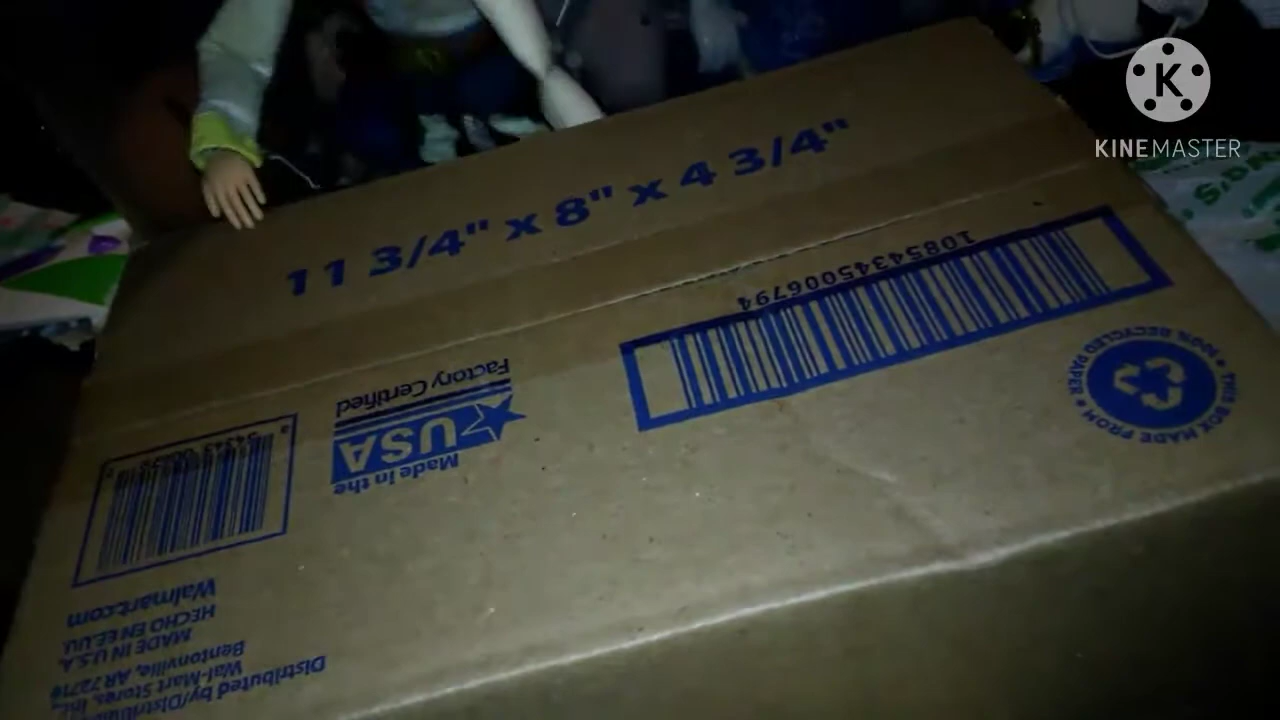 KINEMASTER
11 3/4" x 8" x 4 3/4"
10854345006794
THIS BOX MADE FROM
★ 100% RECYCLED PAPER ★
Made in the
USA
Factory Certified
Walmart.com
HECHO EN EE.UU.
MADE IN U.S.A.
Bentonville, AR 72716
Wal-Mart Stores, Inc.
Distributed by/Distribui